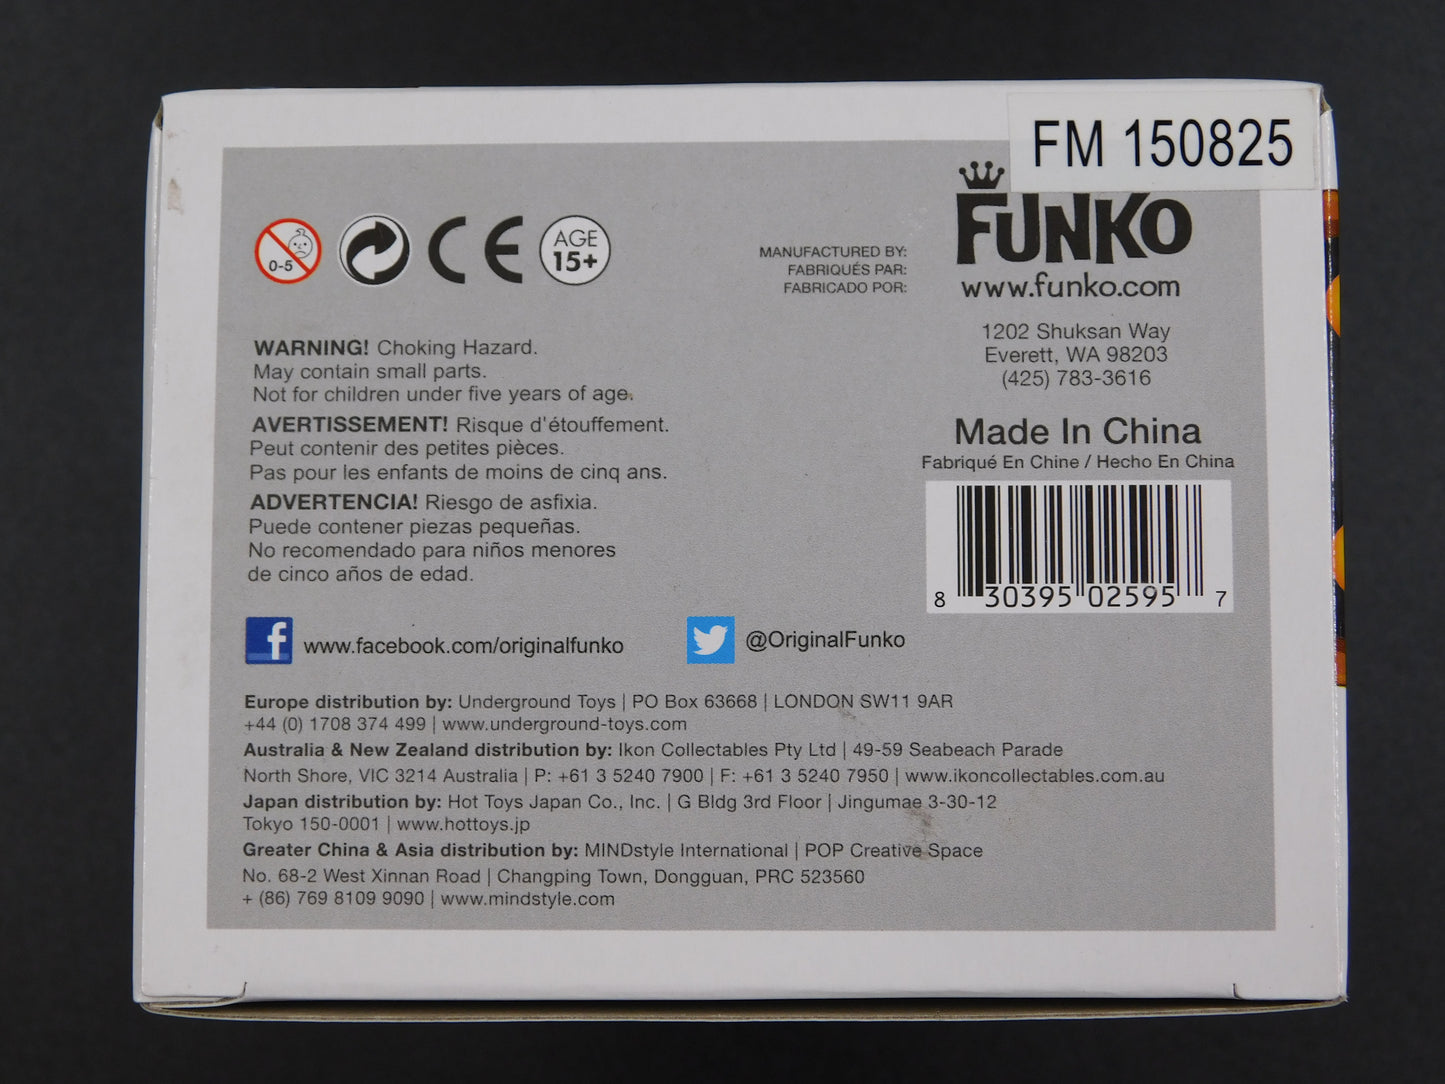 FM 150825
0-5
CE
AGE
15+
MANUFACTURED BY:
FABRIQUÉS PAR:
FABRICADO POR:
FUNKO
www.funko.com
1202 Shuksan Way
Everett, WA 98203
(425) 783-3616
WARNING! Choking Hazard.
May contain small parts.
Not for children under five years of age.
AVERTISSEMENT! Risque d'étouffement.
Peut contenir des petites pièces.
Pas pour les enfants de moins de cinq ans.
ADVERTENCIA! Riesgo de asfixia.
Puede contener piezas pequeñas.
No recomendado para niños menores
de cinco años de edad.
Made In China
Fabriqué En Chine / Hecho En China
8 30395 02595 7
f www.facebook.com/originalfunko
@OriginalFunko
Europe distribution by: Underground Toys | PO Box 63668 | LONDON SW11 9AR
+44 (0) 1708 374 499 | www.underground-toys.com
Australia & New Zealand distribution by: Ikon Collectables Pty Ltd | 49-59 Seabeach Parade
North Shore, VIC 3214 Australia | P: +61 3 5240 7900 | F: +61 3 5240 7950 | www.ikoncollectables.com.au
Japan distribution by: Hot Toys Japan Co., Inc. | G Bldg 3rd Floor | Jingumae 3-30-12
Tokyo 150-0001 | www.hottoys.jp
Greater China & Asia distribution by: MINDstyle International | POP Creative Space
No. 68-2 West Xinnan Road | Changping Town, Dongguan, PRC 523560
+ (86) 769 8109 9090 | www.mindstyle.com